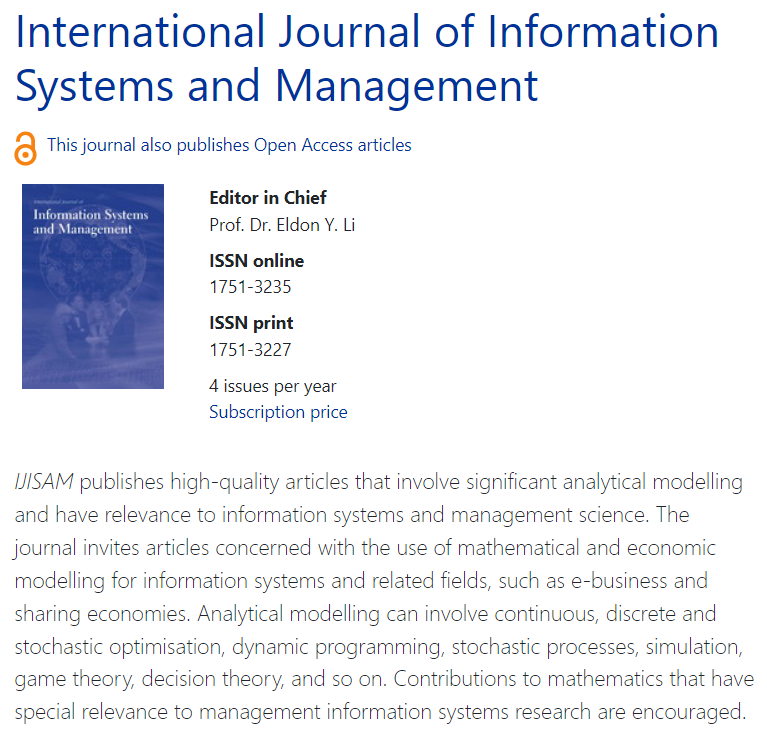 International Journal of Information
Systems and Management
This journal also publishes Open Access articles
International Journal of
Information Systems
and Management
Editor in Chief
Prof. Dr. Eldon Y. Li
ISSN online
1751-3235
ISSN print
1751-3227
4 issues per year
Subscription price
IJISAM publishes high-quality articles that involve significant analytical modelling
and have relevance to information systems and management science. The
journal invites articles concerned with the use of mathematical and economic
modelling for information systems and related fields, such as e-business and
sharing economies. Analytical modelling can involve continuous, discrete and
stochastic optimisation, dynamic programming, stochastic processes, simulation,
game theory, decision theory, and so on. Contributions to mathematics that have
special relevance to management information systems research are encouraged.